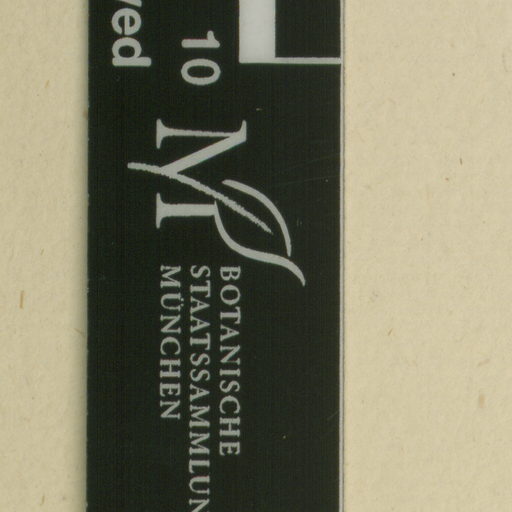 ved
10
M
BOTANISCHE
STAATSSAMMLUN
MÜNCHEN